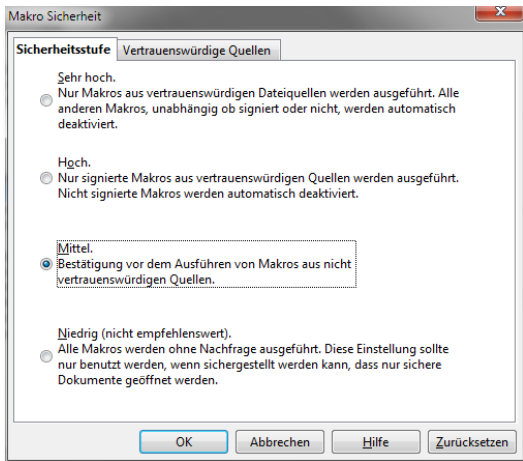 Makro Sicherheit
Sicherheitsstufe Vertrauenswürdige Quellen
Sehr hoch.
Nur Makros aus vertrauenswürdigen Dateiquellen werden ausgeführt. Alle
anderen Makros, unabhängig ob signiert oder nicht, werden automatisch
deaktiviert.
Hoch.
Nur signierte Makros aus vertrauenswürdigen Quellen werden ausgeführt.
Nicht signierte Makros werden automatisch deaktiviert.
Mittel.
Bestätigung vor dem Ausführen von Makros aus nicht
vertrauenswürdigen Quellen.
Niedrig (nicht empfehlenswert).
Alle Makros werden ohne Nachfrage ausgeführt. Diese Einstellung sollte
nur benutzt werden, wenn sichergestellt werden kann, dass nur sichere
Dokumente geöffnet werden.
OK Abbrechen Hilfe Zurücksetzen